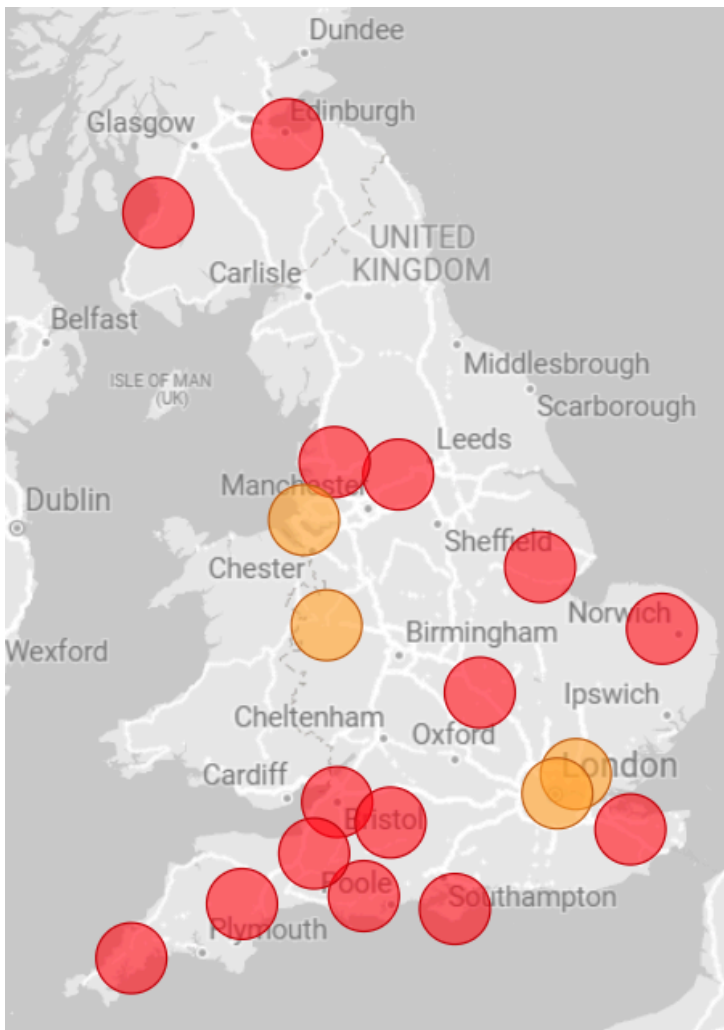 Dundee
Edinburgh
Glasgow
UNITED
KINGDOM
Carlisle
Belfast
Middlesbrough
ISLE OF MAN
(UK)
Scarborough
Leeds
Manchester
Dublin
Sheffield
Chester
Norwich
Birmingham
Wexford
Ipswich
Cheltenham
Oxford
London
Cardiff
Bristol
Poole
Southampton
Plymouth